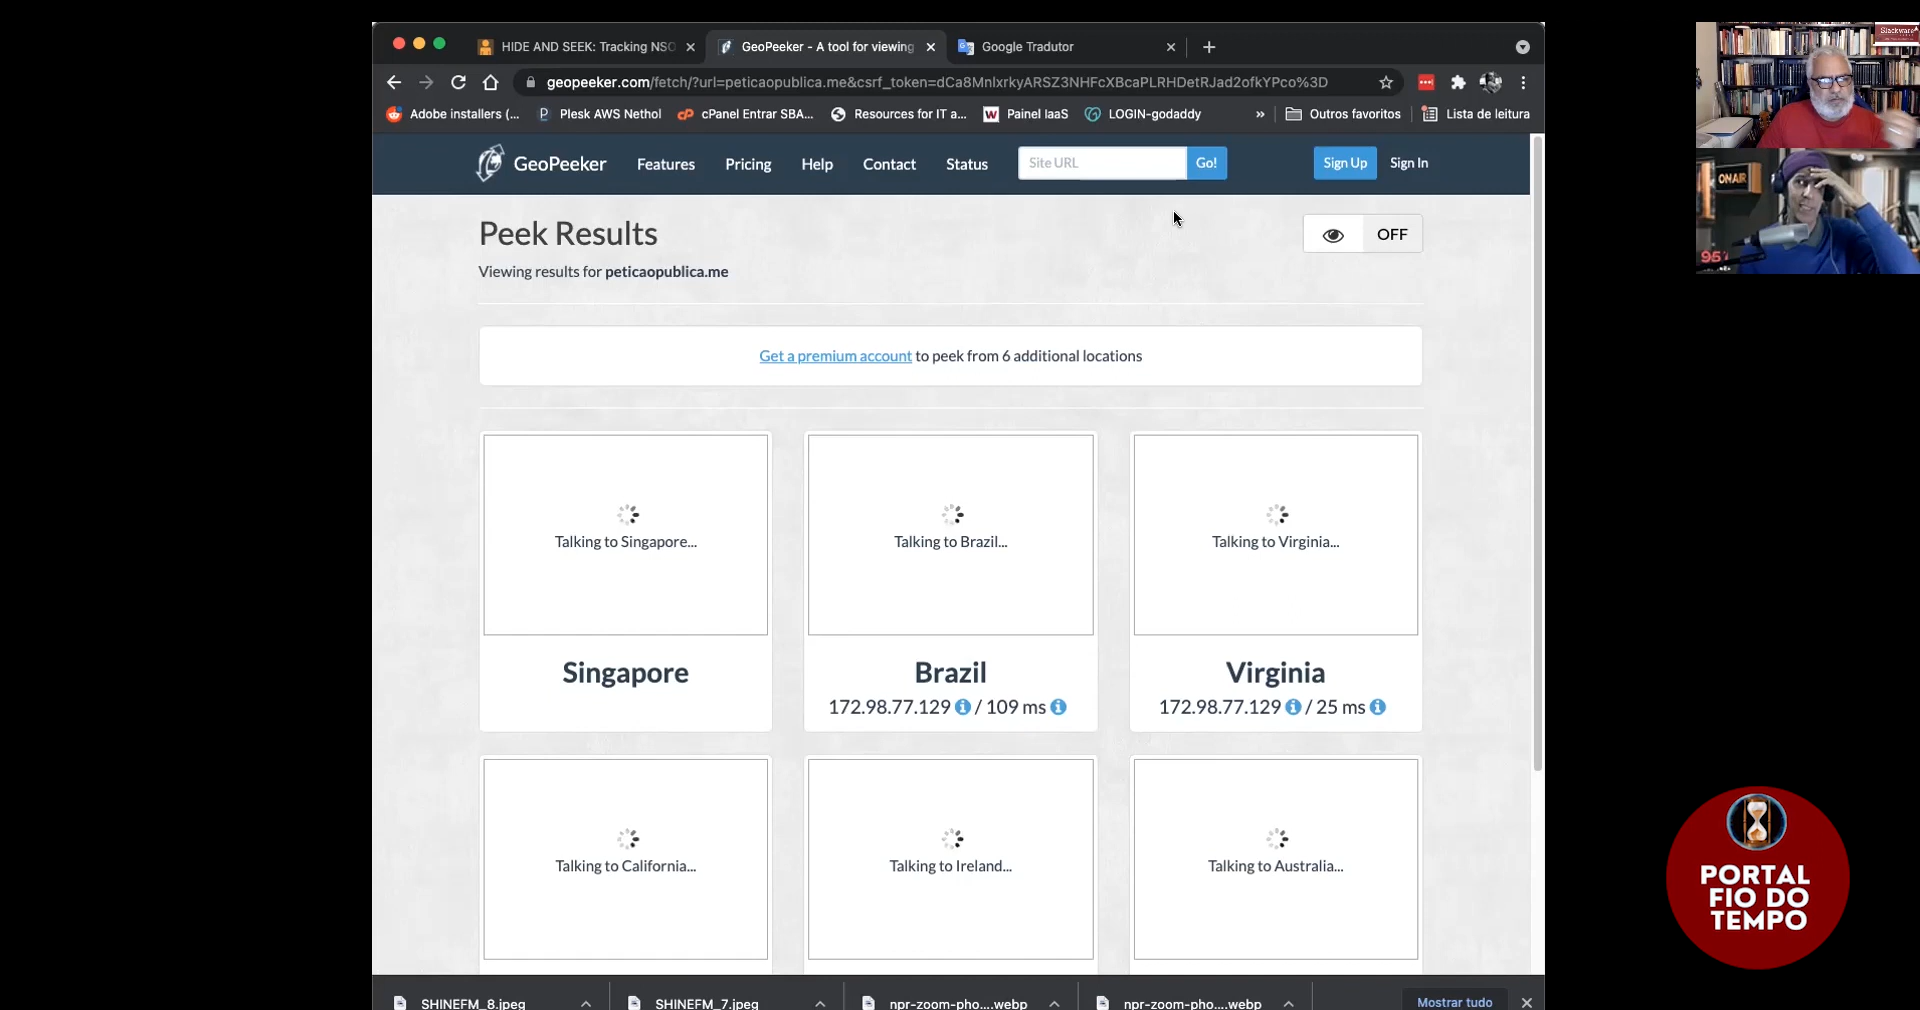 HIDE AND SEEK: Tracking NSO
GeoPeeker - A tool for viewing
Google Tradutor
geopeeker.com/fetch/?url=peticaopublica.me&csrf_token=dCa8MnlxrkyARSZ3NHFcXBcaPLRHDetRJad2ofkYPco%3D
Adobe installers (...
Plesk AWS Nethol
cPanel Entrar SBA...
Resources for IT a...
Painel IaaS
LOGIN-godaddy
»
Outros favoritos
Lista de leitura
GeoPeeker
Features
Pricing
Help
Contact
Status
Site URL
Go!
Sign Up
Sign In
Peek Results
OFF
Viewing results for peticaopublica.me
Get a premium account to peek from 6 additional locations
Talking to Singapore...
Talking to Brazil...
Talking to Virginia...
Singapore
Brazil
Virginia
172.98.77.129 / 109 ms
172.98.77.129 / 25 ms
Talking to California...
Talking to Ireland...
Talking to Australia...
SHINEFM_8.jpeg
SHINEFM_7.jpeg
npr-zoom-pho....webp
npr-zoom-pho....webp
Mostrar tudo
Slackware
ON AIR
95
PORTAL
FIO DO
TEMPO